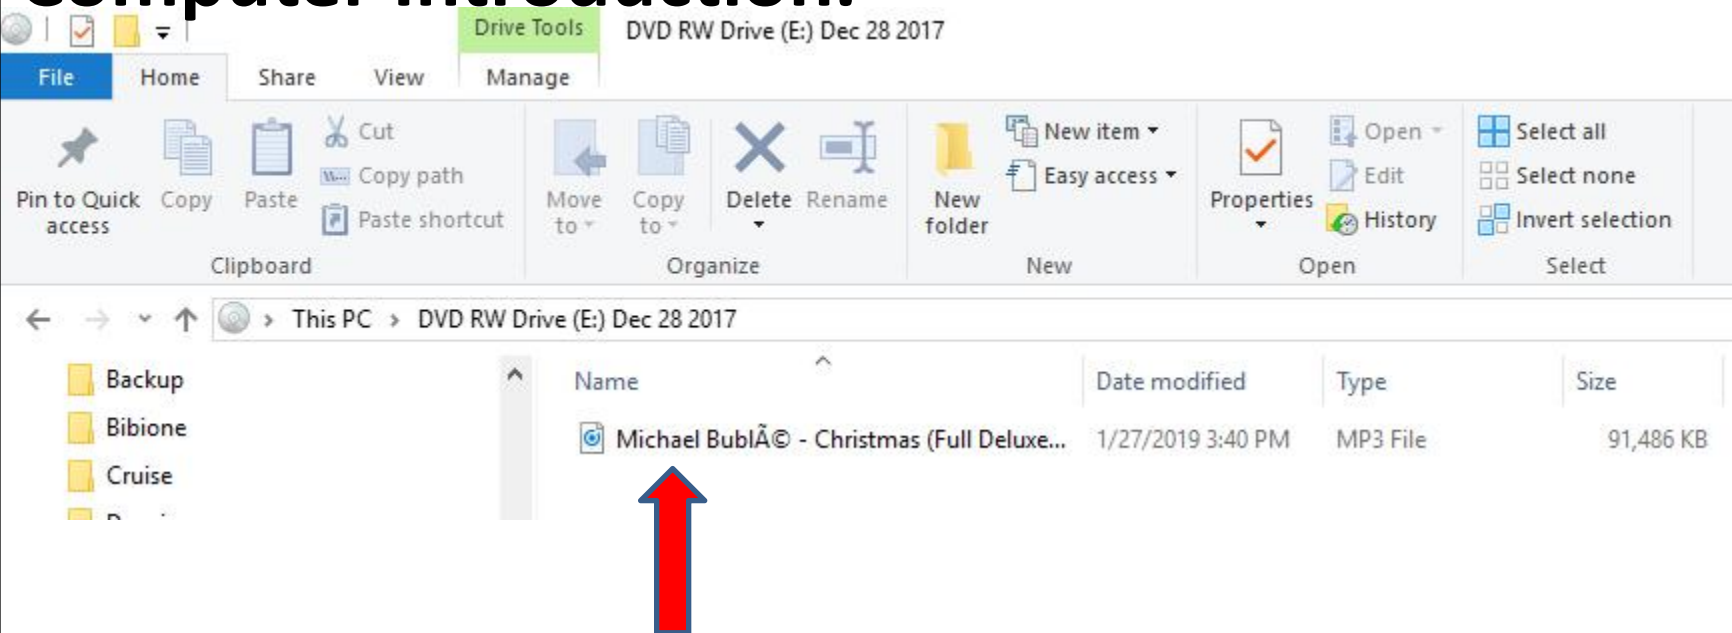 Computer Introduction.
Drive Tools DVD RW Drive (E:) Dec 28 2017
File Home Share View Manage
Pin to Quick access
Copy
Paste
Cut
Copy path
Paste shortcut
Clipboard
Move to
Copy to
Delete
Rename
Organize
New folder
New item
Easy access
New
Properties
Open
Edit
History
Open
Select all
Select none
Invert selection
Select
This PC > DVD RW Drive (E:) Dec 28 2017
Backup
Bibione
Cruise
Name Date modified Type Size
Michael BublÃ© - Christmas (Full Deluxe... 1/27/2019 3:40 PM MP3 File 91,486 KB